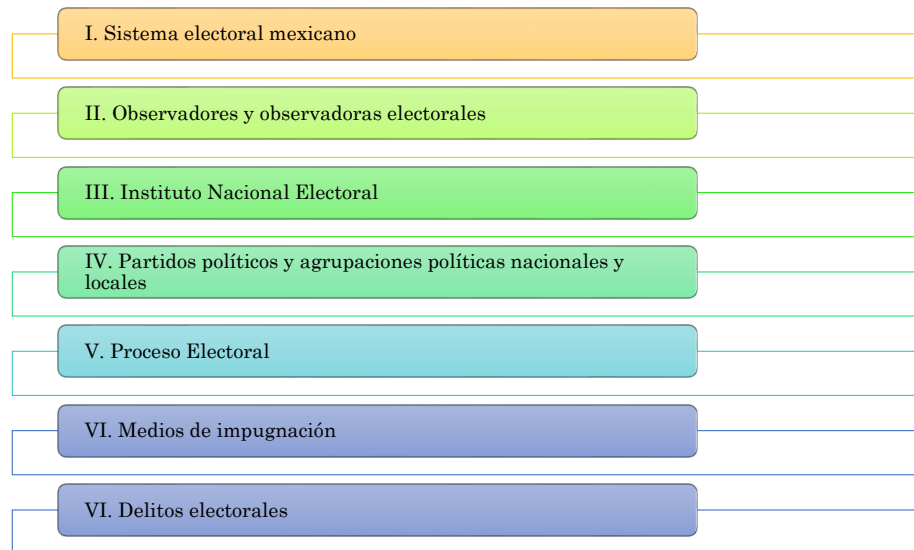 I. Sistema electoral mexicano
II. Observadores y observadoras electorales
III. Instituto Nacional Electoral
IV. Partidos políticos y agrupaciones políticas nacionales y
locales
V. Proceso Electoral
VI. Medios de impugnación
VI. Delitos electorales